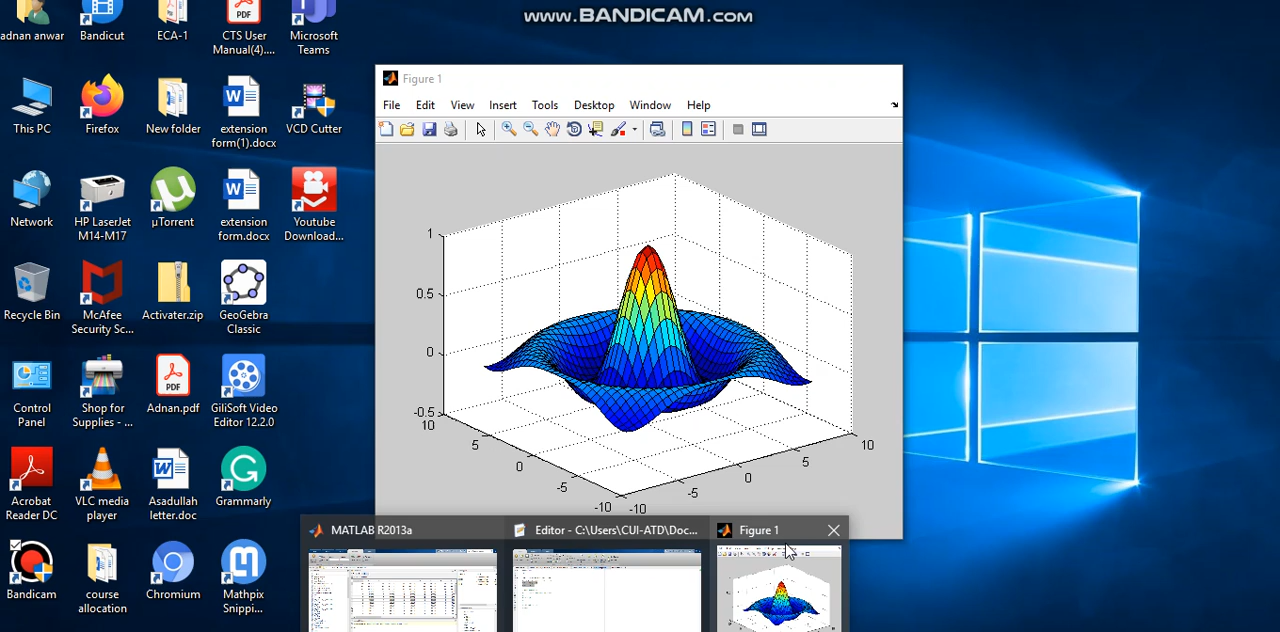 www.BANDICAM.com
adnan anwar
Bandicut
ECA-1
PDF
CTS User
Manual(4)....
Microsoft
Teams
This PC
Firefox
New folder
extension
form(1).docx
VCD Cutter
Network
HP LaserJet
M14-M17
µTorrent
extension
form.docx
Youtube
Download...
Recycle Bin
McAfee
Security Sc...
Activater.zip
GeoGebra
Classic
Control
Panel
Shop for
Supplies - ...
PDF
Adnan.pdf
GiliSoft Video
Editor 12.2.0
Acrobat
Reader DC
VLC media
player
Asadullah
letter.doc
Grammarly
Bandicam
course
allocation
Chromium
Mathpix
Snippi...
Figure 1
File Edit View Insert Tools Desktop Window Help
1
0.5
0
-0.5
10
5
0
-5
-10
-10
-5
0
5
10
MATLAB R2013a
Editor - C:\Users\CUI-ATD\Doc...
Figure 1